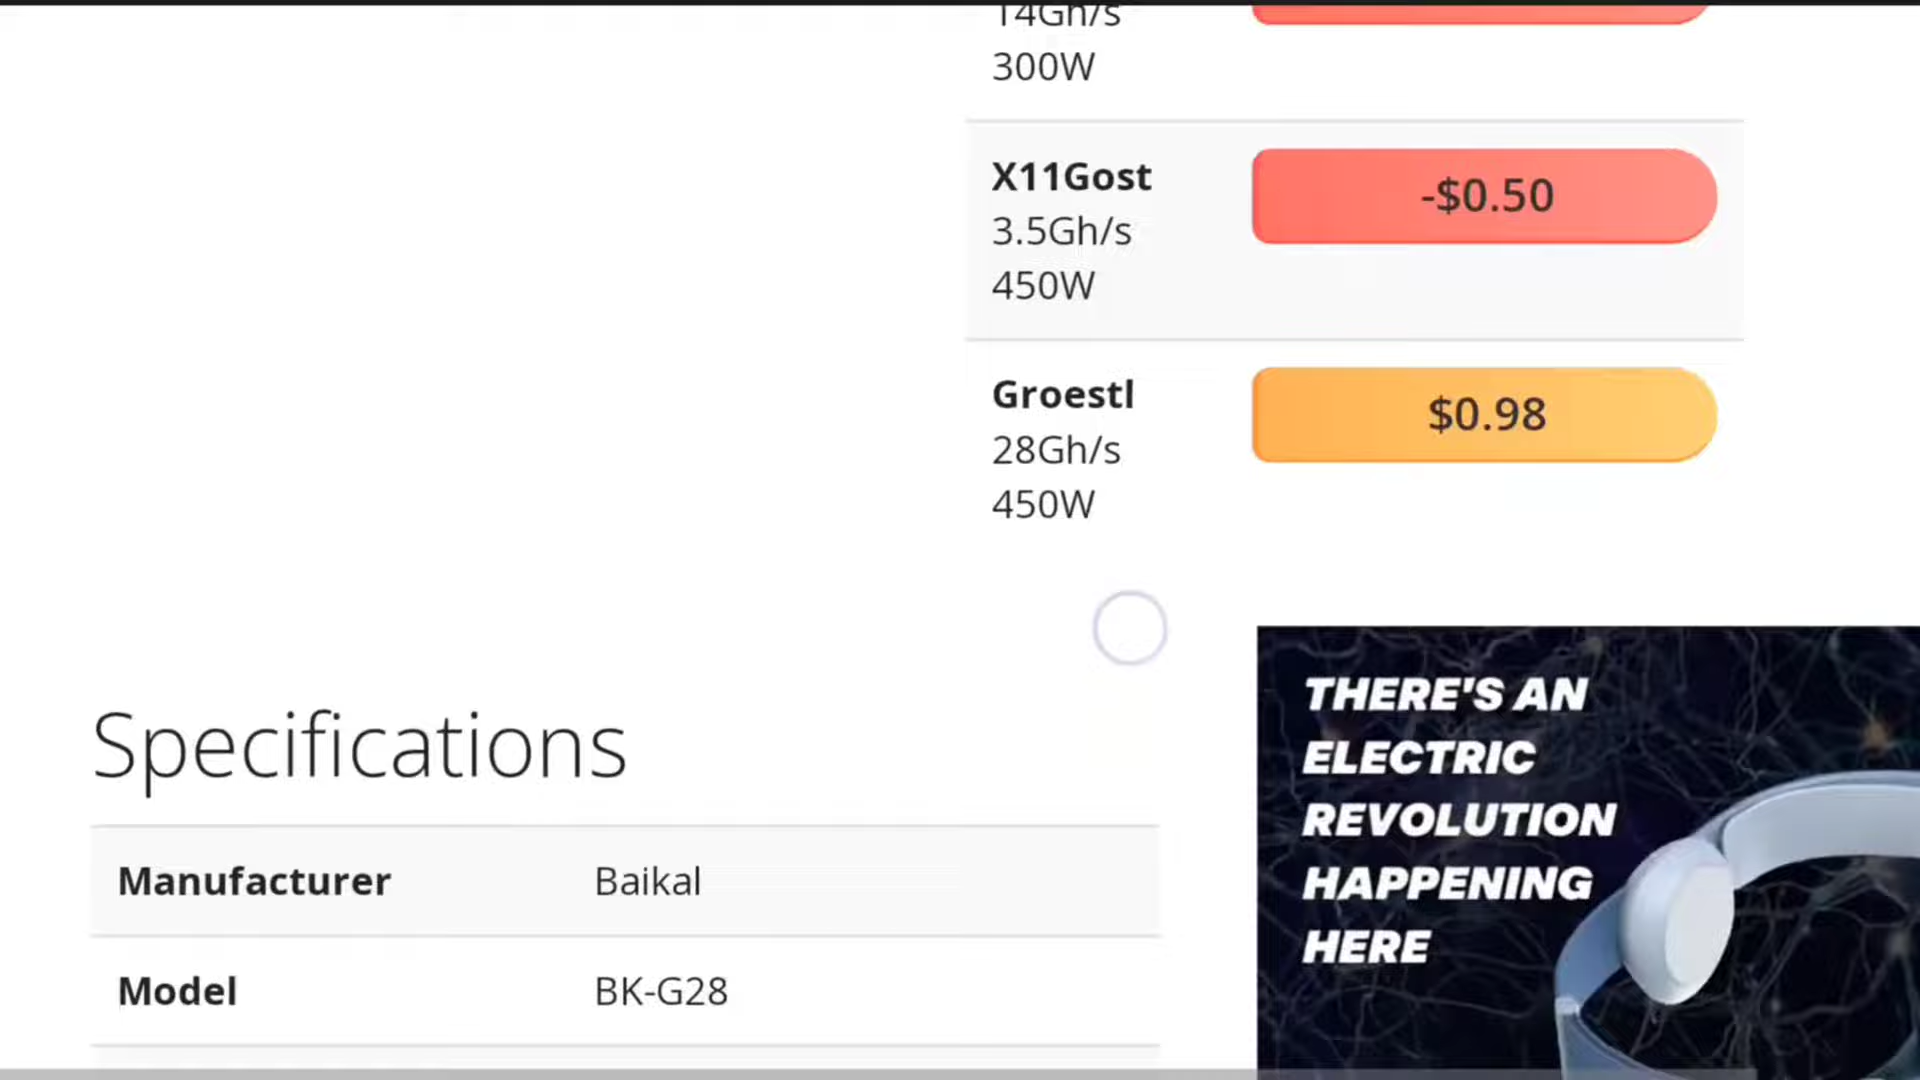 14Gh/s
300W
X11Gost
-$0.50
3.5Gh/s
450W
Groestl
$0.98
28Gh/s
450W
Specifications
Manufacturer Baikal
Model BK-G28
THERE'S AN
ELECTRIC
REVOLUTION
HAPPENING
HERE